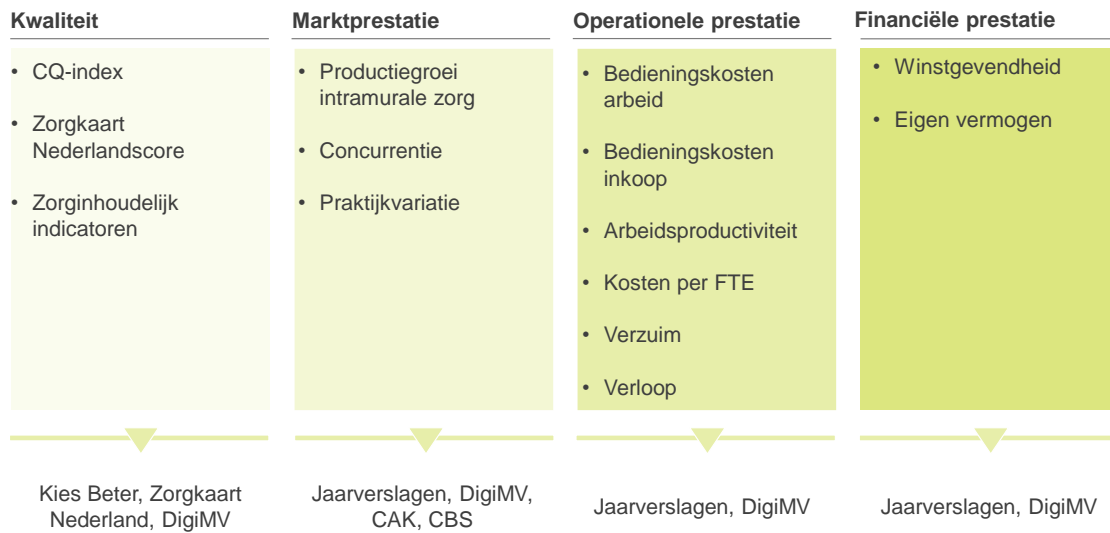 Kwaliteit
• CQ-index
• Zorgkaart
Nederlandscore
• Zorginhoudelijk
indicatoren
Kies Beter, Zorgkaart
Nederland, DigiMV
Marktprestatie
• Productiegroei
intramurale zorg
• Concurrentie
• Praktijkvariatie
Jaarverslagen, DigiMV,
CAK, CBS
Operationele prestatie
• Bedieningskosten
arbeid
• Bedieningskosten
inkoop
• Arbeidsproductiviteit
• Kosten per FTE
• Verzuim
• Verloop
Jaarverslagen, DigiMV
Financiële prestatie
• Winstgevendheid
• Eigen vermogen
Jaarverslagen, DigiMV